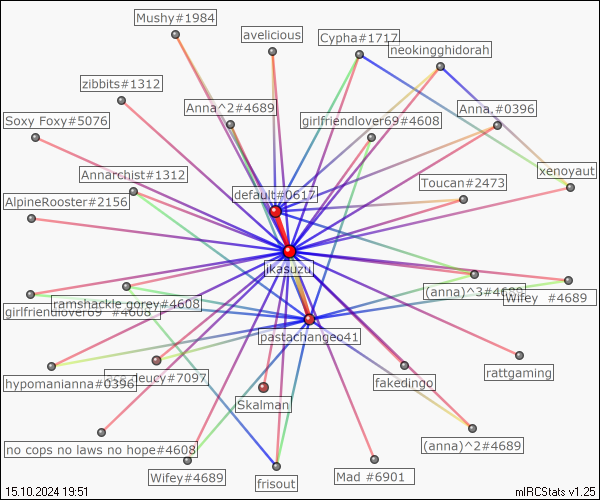 Mushy#1984
avelicious
Cypha#1717
neokingghidorah
zibbits#1312
Anna^2#4689
girlfriendlover69#4608
Anna.#0396
Soxy Foxy#5076
Annarchist#1312
xenoyaut
default#0617
Toucan#2473
AlpineRooster#2156
ikasuzu
(anna)^3#4689
Wifey #4689
ramshackle gorey#4608
girlfriendlover69 #4608
pastachangeo41
rattgaming
hypomanianna#0396
leucy#7097
fakedingo
Skalman
(anna)^2#4689
no cops no laws no hope#4608
Wifey#4689
frisout
Mad #6901
15.10.2024 19:51
mIRCStats v1.25